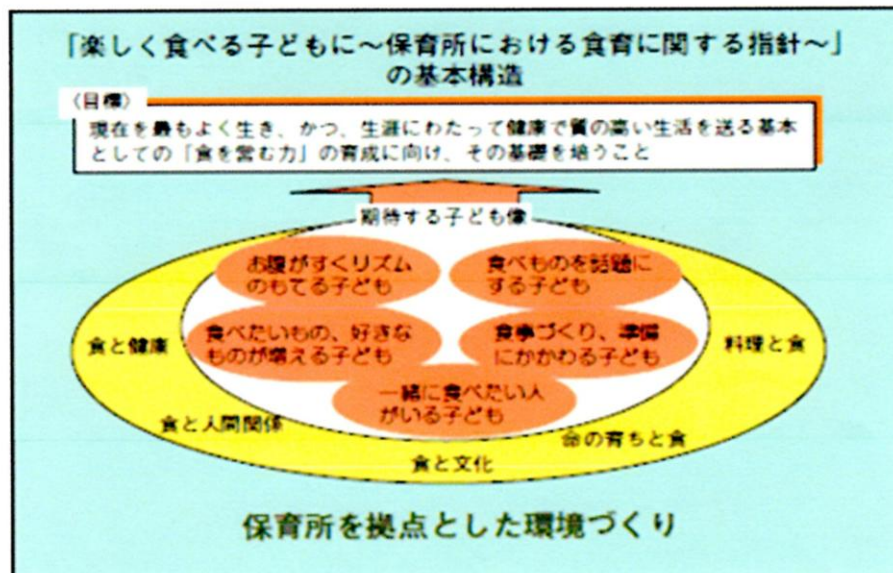 「楽しく食べる子どもに～保育所における食育に関する指針～」
の基本構造
〈目標〉
現在を最もよく生き、かつ、生涯にわたって健康で質の高い生活を送る基本
としての「食を営む力」の育成に向け、その基礎を培うこと
期待する子ども像
お腹がすくリズム
のもてる子ども
食べものを話題に
する子ども
食べたいもの、好きな
ものが増える子ども
食事づくり、準備
にかかわる子ども
一緒に食べたい人
がいる子ども
食と健康
料理と食
食と人間関係
命の育ちと食
食と文化
保育所を拠点とした環境づくり